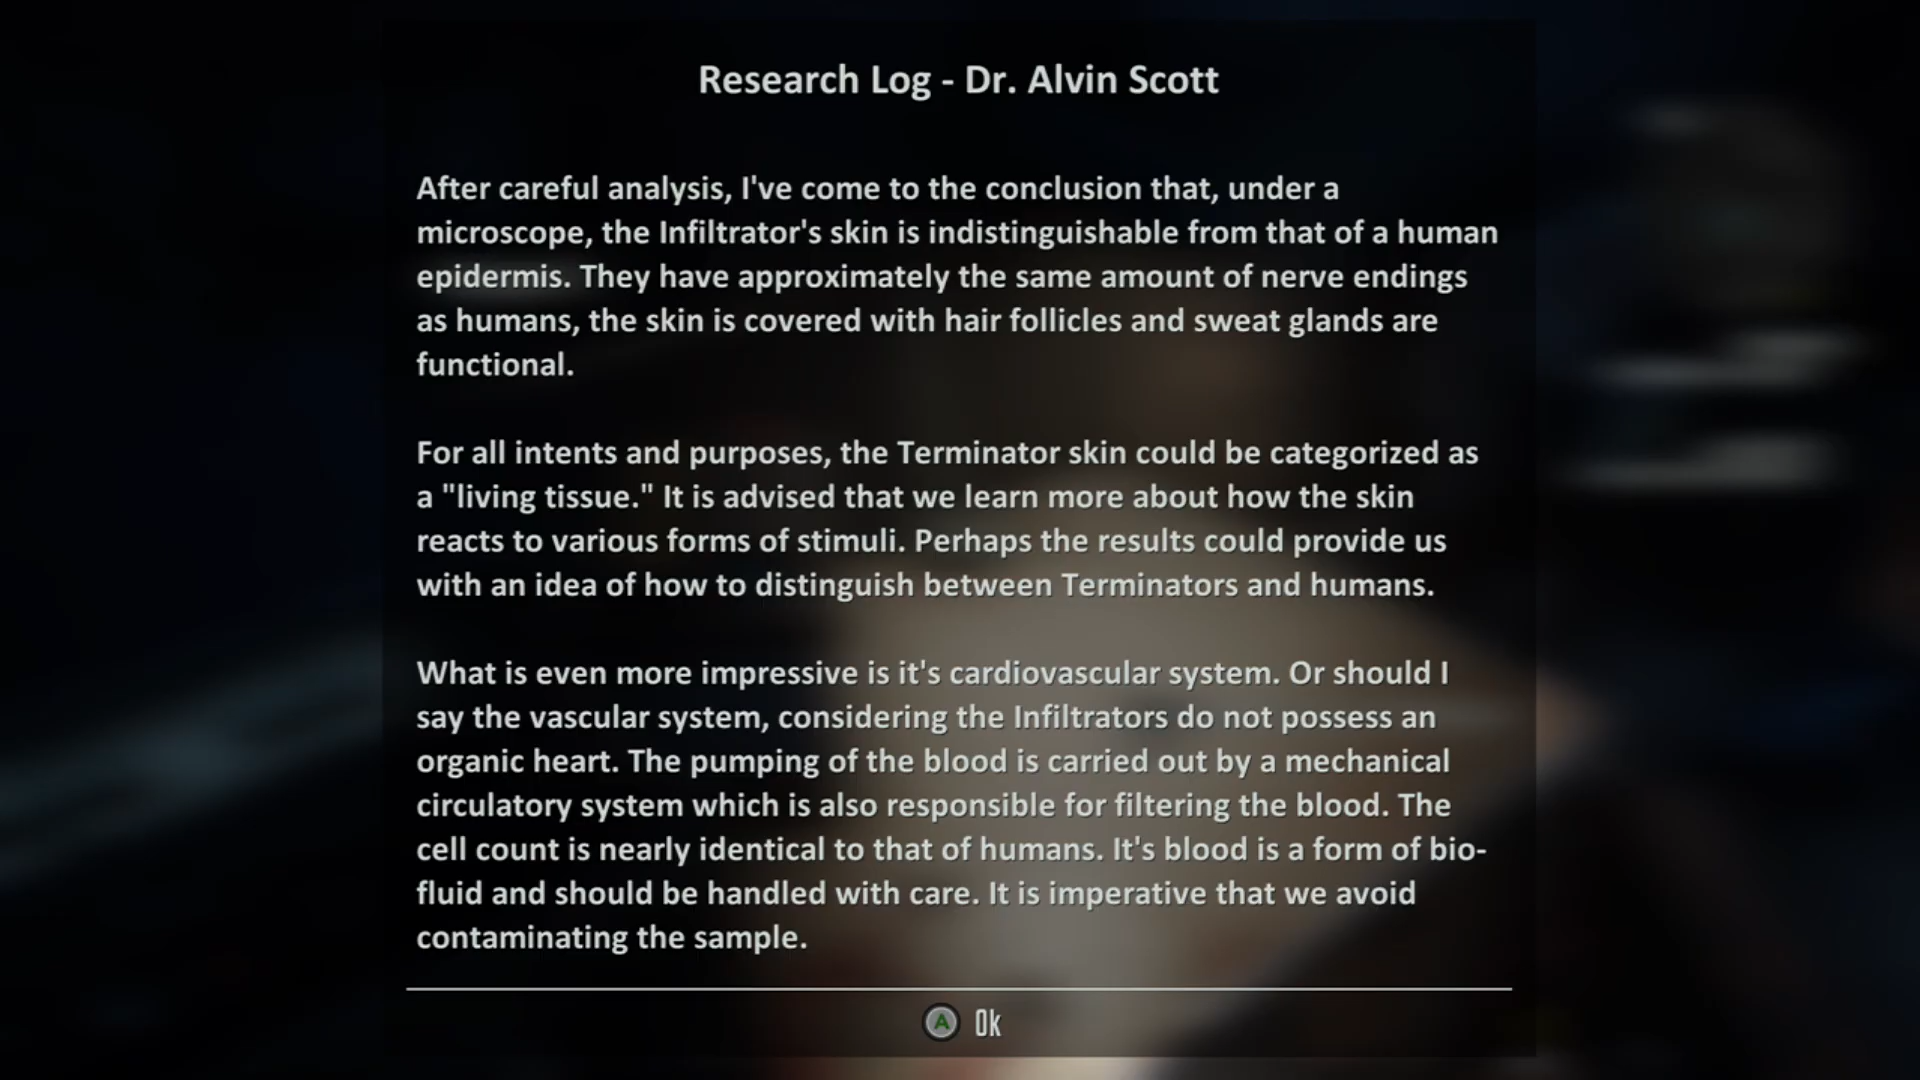 Research Log - Dr. Alvin Scott
After careful analysis, I've come to the conclusion that, under a
microscope, the Infiltrator's skin is indistinguishable from that of a human
epidermis. They have approximately the same amount of nerve endings
as humans, the skin is covered with hair follicles and sweat glands are
functional.
For all intents and purposes, the Terminator skin could be categorized as
a "living tissue." It is advised that we learn more about how the skin
reacts to various forms of stimuli. Perhaps the results could provide us
with an idea of how to distinguish between Terminators and humans.
What is even more impressive is it's cardiovascular system. Or should I
say the vascular system, considering the Infiltrators do not possess an
organic heart. The pumping of the blood is carried out by a mechanical
circulatory system which is also responsible for filtering the blood. The
cell count is nearly identical to that of humans. It's blood is a form of bio-
fluid and should be handled with care. It is imperative that we avoid
contaminating the sample.
A Ok